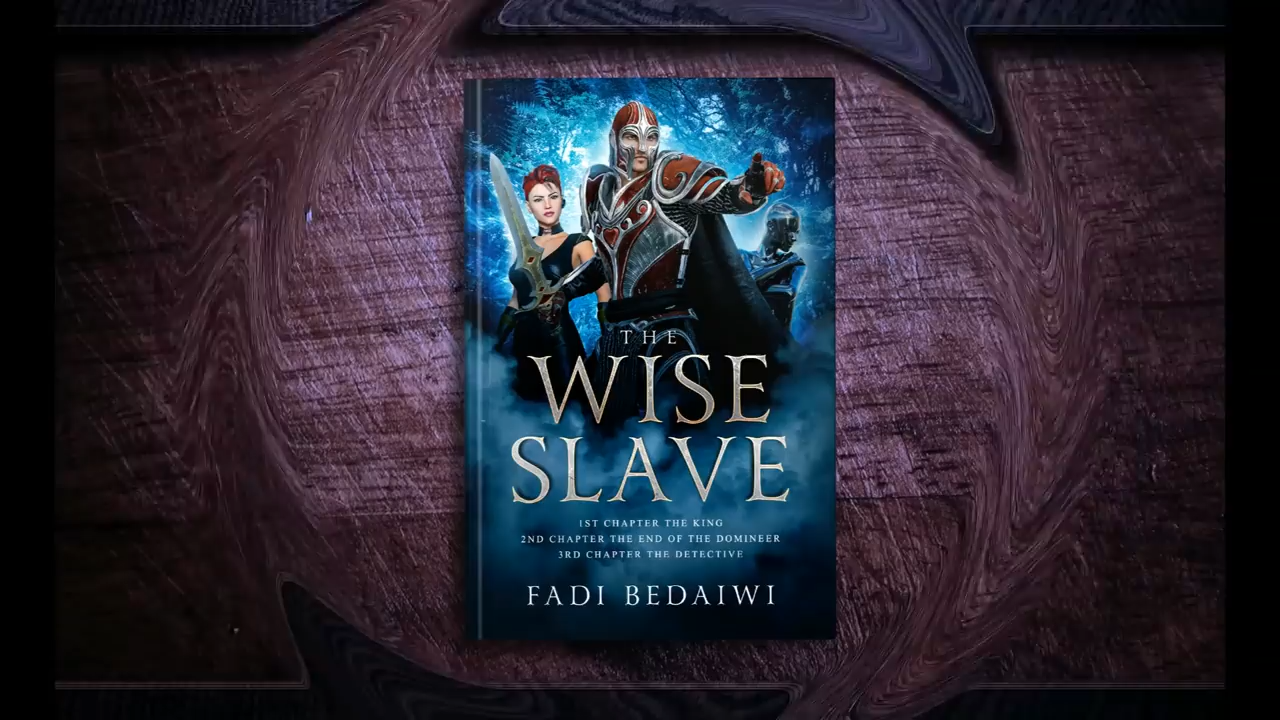 THE
WISE
SLAVE
1ST CHAPTER THE KING
2ND CHAPTER THE END OF THE DOMINEER
3RD CHAPTER THE DETECTIVE
FADI BEDAIWI